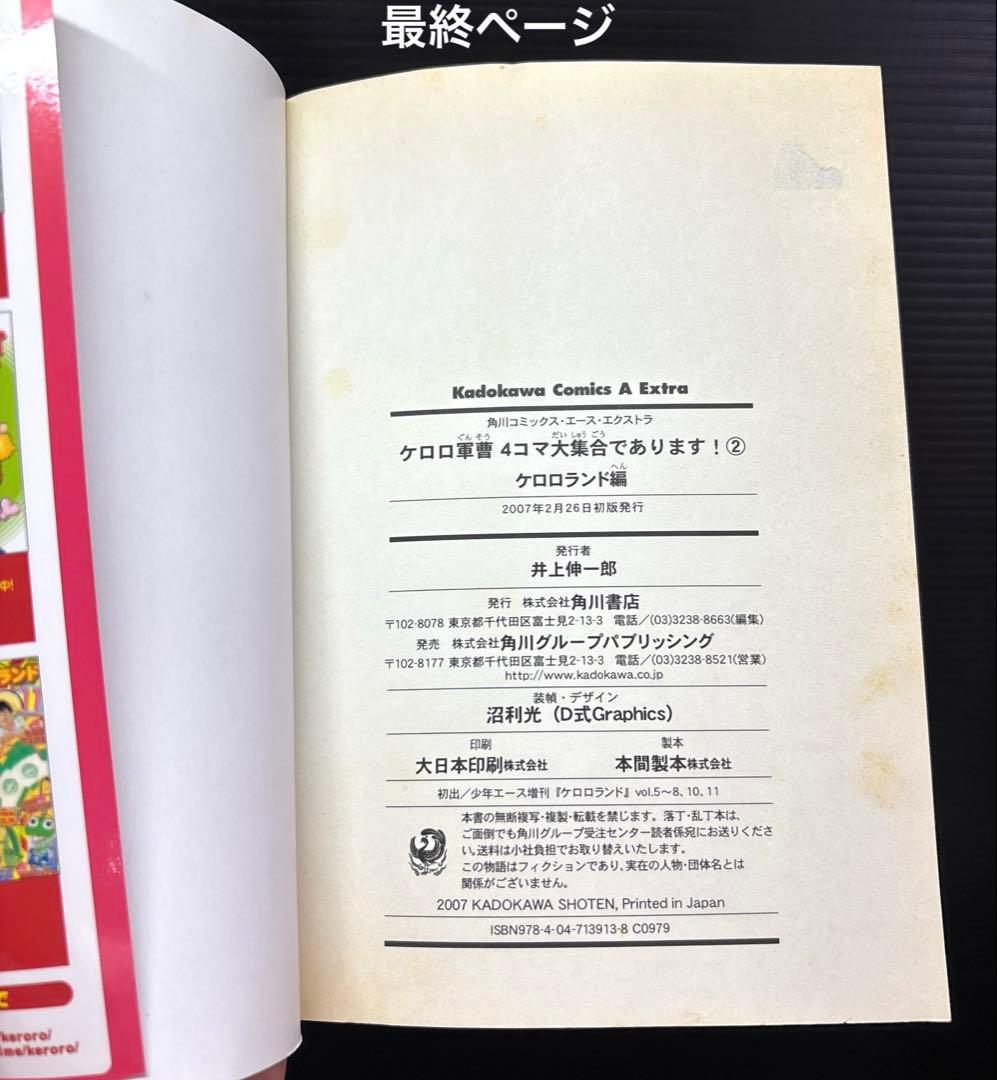 最終ページ
Kadokawa Comics A Extra
角川コミックス・エース・エクストラ
ケロロ軍曹 4コマ大集合であります！②
ケロロランド編
2007年2月26日初版発行
発行者
井上伸一郎
発行 株式会社角川書店
〒102-8078 東京都千代田区富士見2-13-3 電話／(03)3238-8663(編集)
発売 株式会社角川グループパブリッシング
〒102-8177 東京都千代田区富士見2-13-3 電話／(03)3238-8521(営業)
http://www.kadokawa.co.jp
装幀・デザイン
沼利光（D式Graphics）
印刷 製本
大日本印刷株式会社 本間製本株式会社
初出／少年エース増刊『ケロロランド』vol.5〜8、10、11
本書の無断複写・複製・転載を禁じます。落丁・乱丁本は、
ご面倒でも角川グループ受注センター読者係宛にお送りくださ
い。送料は小社負担でお取り替えいたします。
この物語はフィクションであり、実在の人物・団体名とは
関係がございません。
2007 KADOKAWA SHOTEN, Printed in Japan
ISBN978-4-04-713913-8 C0979
中!
ランド
て
/keroro/
ime/keroro/